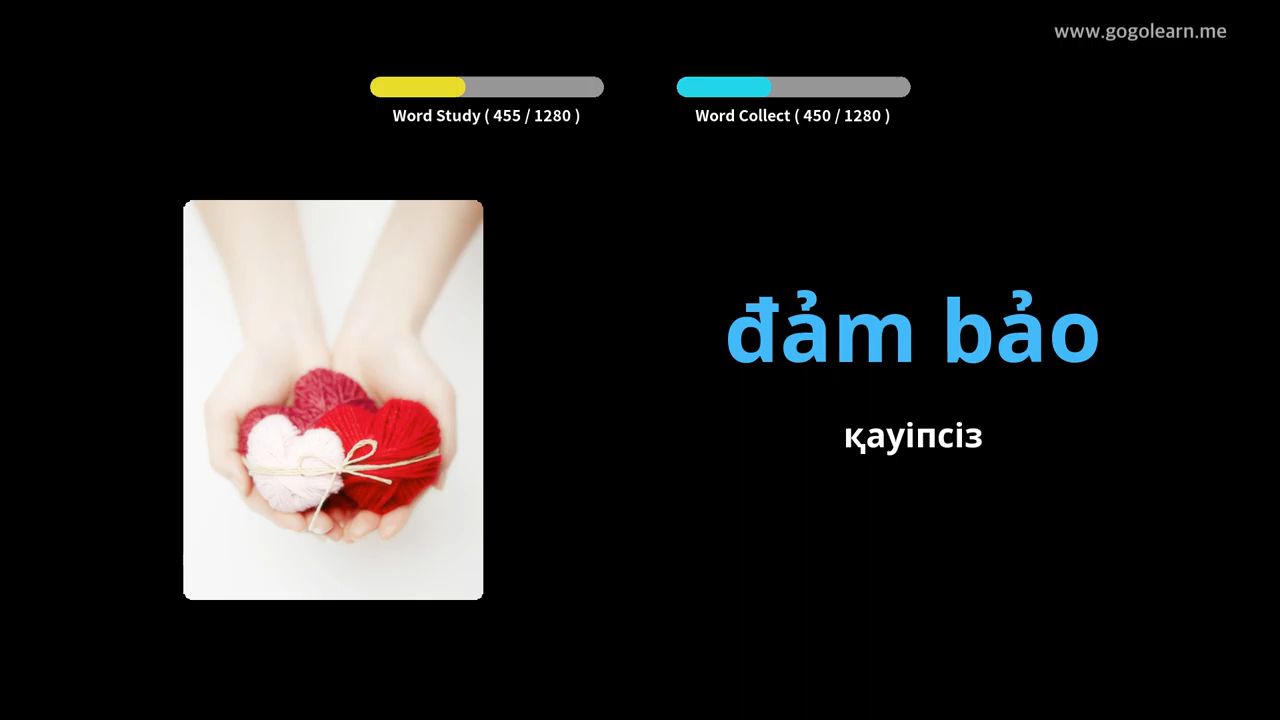 www.gogolearn.me
Word Study ( 455 / 1280 )
Word Collect ( 450 / 1280 )
đảm bảo
қауіпсіз